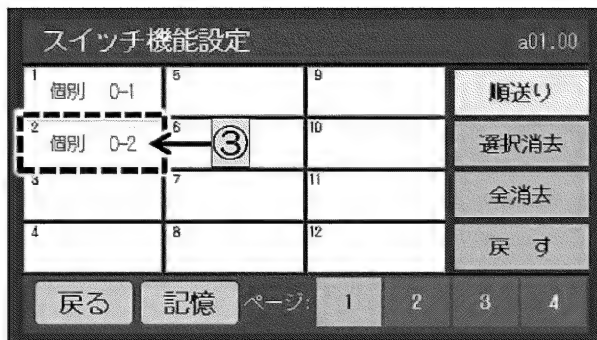 スイッチ機能設定 a01.00
1 個別 0-1 5 9 順送り
2 個別 0-2 6 ③ 10 選択消去
3 7 11 全消去
4 8 12 戻 す
戻る 記憶 ページ: 1 2 3 4